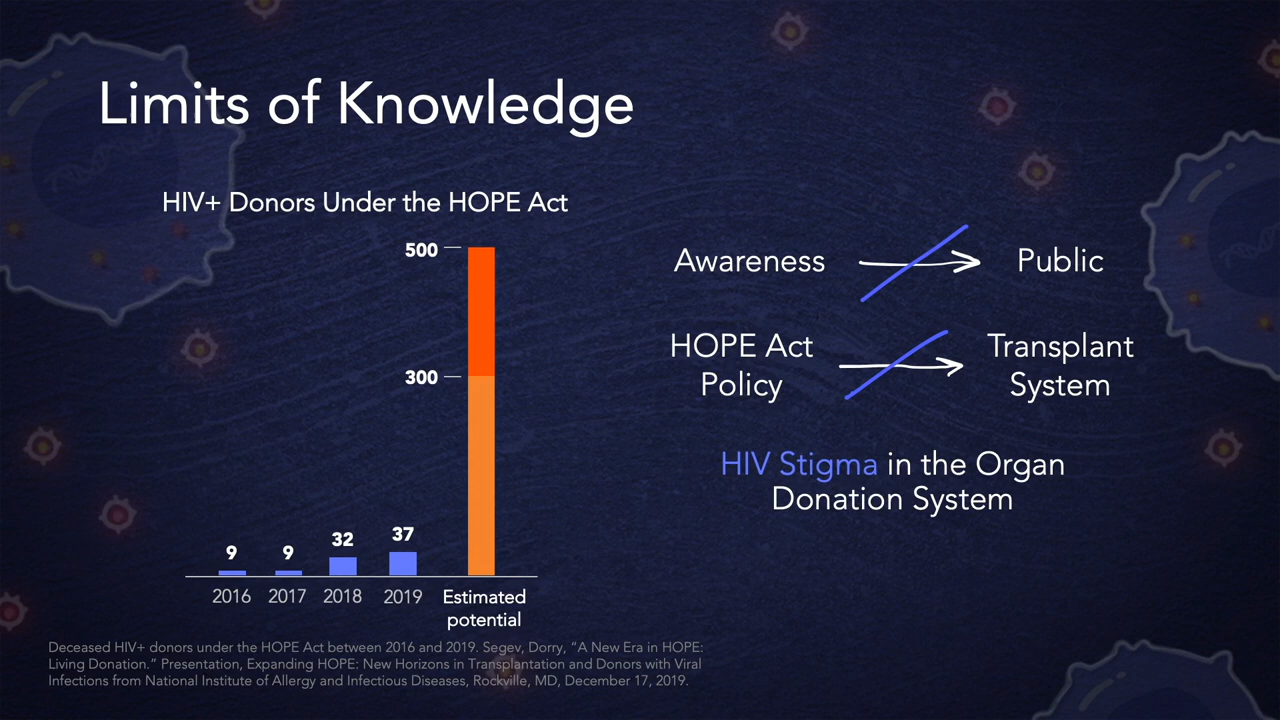 Limits of Knowledge
HIV+ Donors Under the HOPE Act
500
300
9
9
32
37
2016
2017
2018
2019
Estimated
potential
Awareness
Public
HOPE Act
Policy
Transplant
System
HIV Stigma in the Organ
Donation System
Deceased HIV+ donors under the HOPE Act between 2016 and 2019. Segev, Dorry, “A New Era in HOPE:
Living Donation.” Presentation, Expanding HOPE: New Horizons in Transplantation and Donors with Viral
Infections from National Institute of Allergy and Infectious Diseases, Rockville, MD, December 17, 2019.